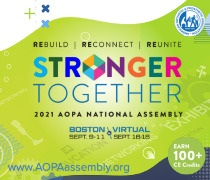 REBUILD | RECONNECT | REUNITE
STRONGER
TOGETHER
2021 AOPA NATIONAL ASSEMBLY
BOSTON VIRTUAL
SEPT. 9-11 SEPT. 16-18
EARN
100+
CE Credits
www.AOPAassembly.org